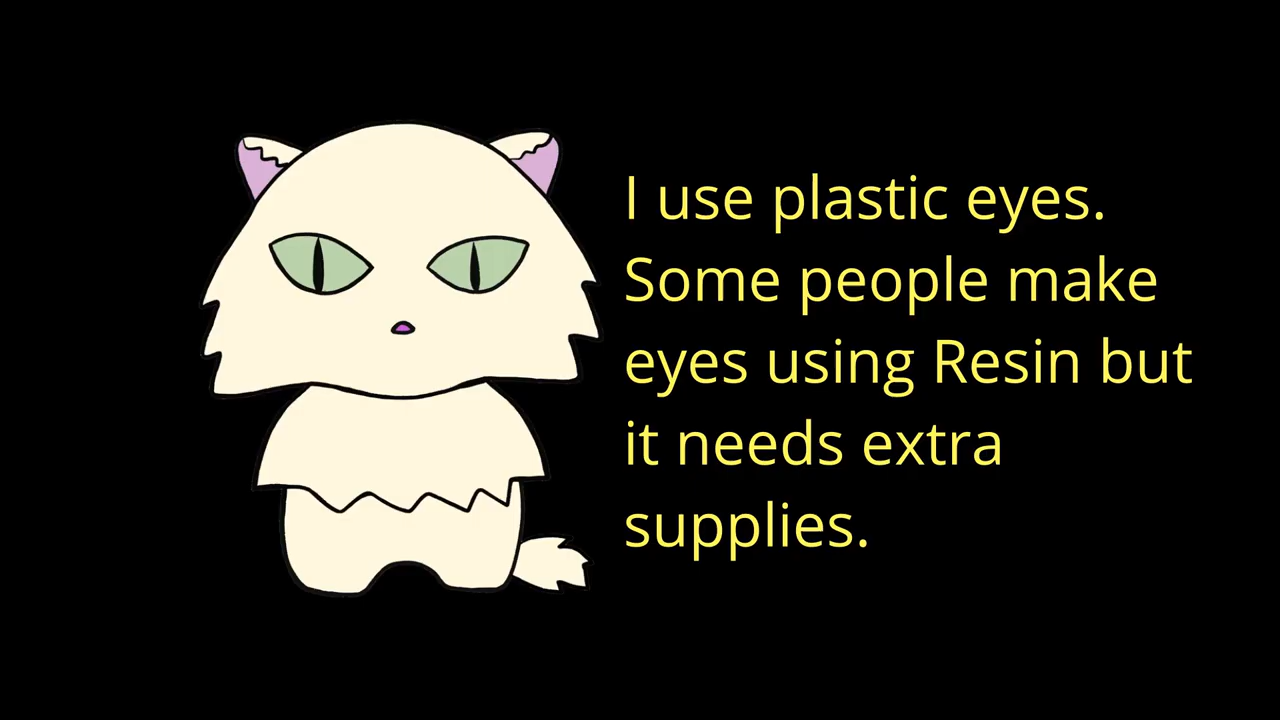 I use plastic eyes.
Some people make
eyes using Resin but
it needs extra
supplies.